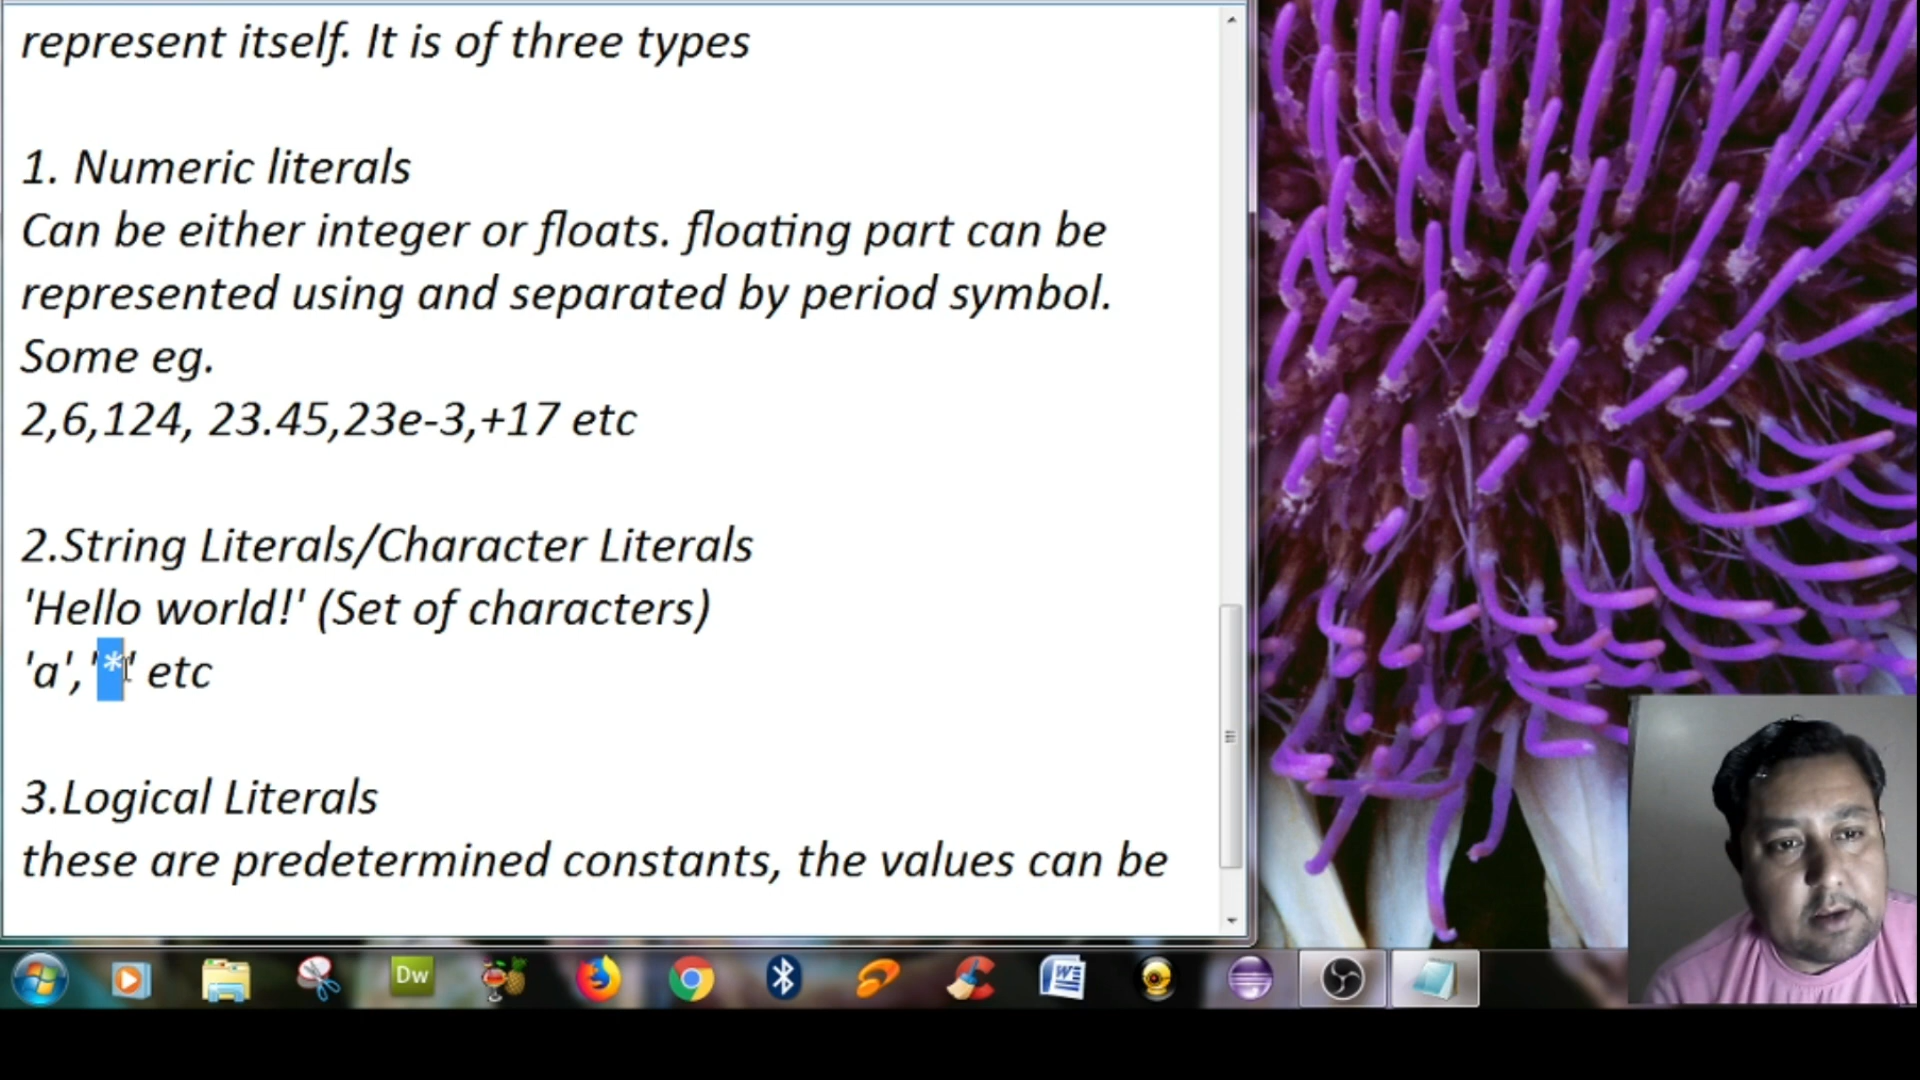 represent itself. It is of three types
1. Numeric literals
Can be either integer or floats. floating part can be
represented using and separated by period symbol.
Some eg.
2,6,124, 23.45,23e-3,+17 etc
2.String Literals/Character Literals
'Hello world!' (Set of characters)
'a','*' etc
3.Logical Literals
these are predetermined constants, the values can be
Dw